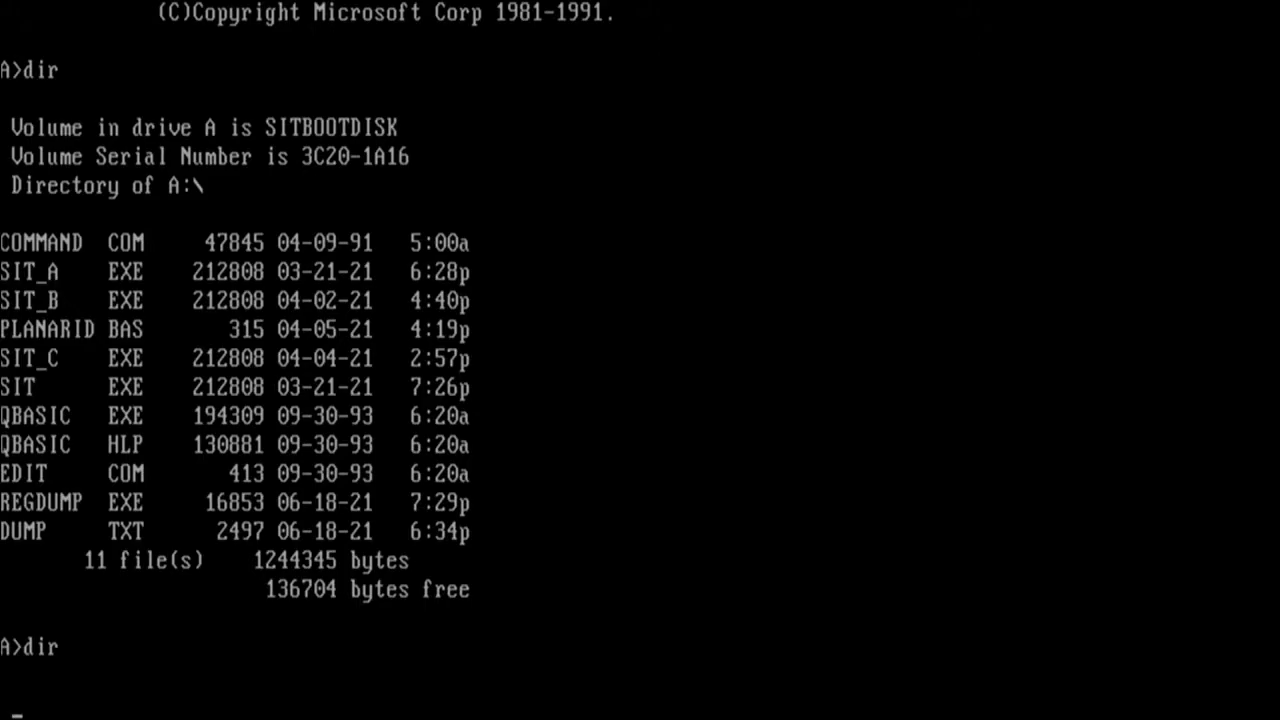 (C)Copyright Microsoft Corp 1981-1991.
A>dir
Volume in drive A is SITBOOTDISK
Volume Serial Number is 3C20-1A16
Directory of A:\
COMMAND  COM     47845 04-09-91   5:00a
SIT_A    EXE    212808 03-21-21   6:28p
SIT_B    EXE    212808 04-02-21   4:40p
PLANARID BAS       315 04-05-21   4:19p
SIT_C    EXE    212808 04-04-21   2:57p
SIT      EXE    212808 03-21-21   7:26p
QBASIC   EXE    194309 09-30-93   6:20a
QBASIC   HLP    130881 09-30-93   6:20a
EDIT     COM       413 09-30-93   6:20a
REGDUMP  EXE     16853 06-18-21   7:29p
DUMP     TXT      2497 06-18-21   6:34p
11 file(s)    1244345 bytes
136704 bytes free
A>dir